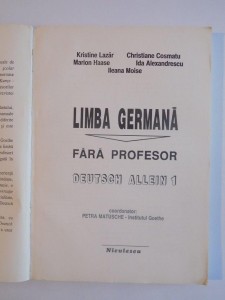 Kristine Lazăr Christiane Cosmatu
Marion Haase Ida Alexandrescu
Ileana Moise
LIMBA GERMANĂ
FĂRĂ PROFESOR
DEUTSCH ALLEIN 1
coordonator:
PETRA MATUSCHE - Institutul Goethe
Niculescu